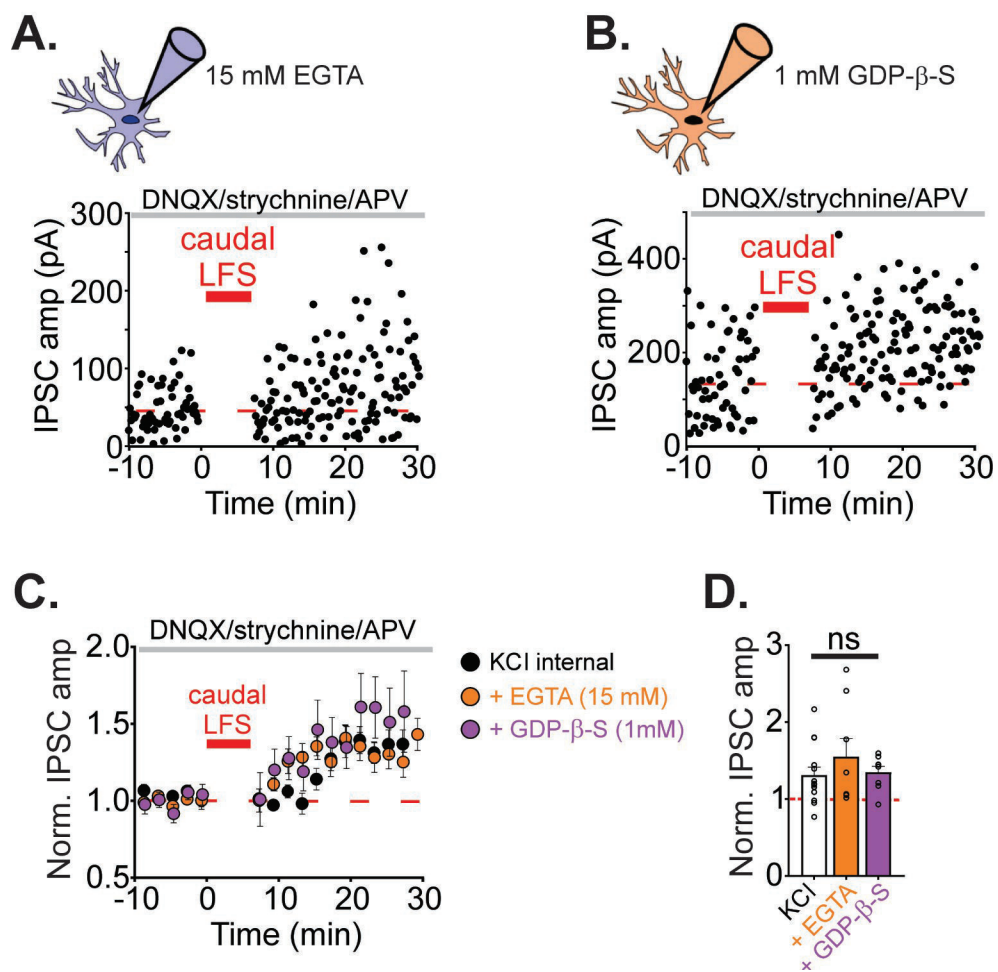 A.
15 mM EGTA
DNQX/strychnine/APV
caudal
LFS
IPSC amp (pA)
300
200
100
0
-10 0 10 20 30
Time (min)
B.
1 mM GDP-β-S
DNQX/strychnine/APV
caudal
LFS
IPSC amp (pA)
400
200
0
-10 0 10 20 30
Time (min)
C.
DNQX/strychnine/APV
caudal
LFS
Norm. IPSC amp
2.0
1.5
1.0
0.5
-10 0 10 20 30
Time (min)
KCl internal
+ EGTA (15 mM)
+ GDP-β-S (1mM)
D.
ns
Norm. IPSC amp
3
2
1
0
KCl
+ EGTA
+ GDP-β-S